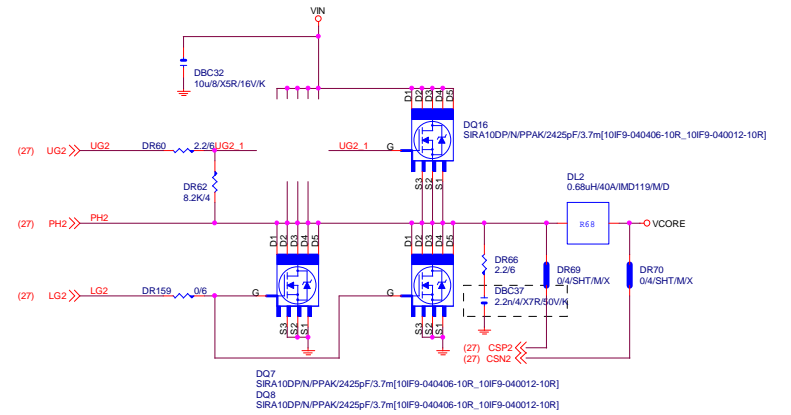 VIN
DBC32
10u/8/X5R/16V/K
D1 D2 D3 D4 D5
DQ16
SIRA10DP/N/PPAK/2425pF/3.7m[10IF9-040406-10R_10IF9-040012-10R]
(27) UG2 UG2 DR60 2.2/6 UG2_1 UG2_1 G
S3 S2 S1
DR62
8.2K/4
DL2
0.68uH/40A/IMD119/M/D
(27) PH2 PH2
R68 VCORE
D1 D2 D3 D4 D5 D1 D2 D3 D4 D5
DR66
2.2/6
DR69
0/4/SHT/M/X
DR70
0/4/SHT/M/X
(27) LG2 LG2 DR159 0/6 G G
DBC37
2.2n/4/X7R/50V/K
S3 S2 S1 S3 S2 S1
(27) CSP2
(27) CSN2
DQ7
SIRA10DP/N/PPAK/2425pF/3.7m[10IF9-040406-10R_10IF9-040012-10R]
DQ8
SIRA10DP/N/PPAK/2425pF/3.7m[10IF9-040406-10R_10IF9-040012-10R]